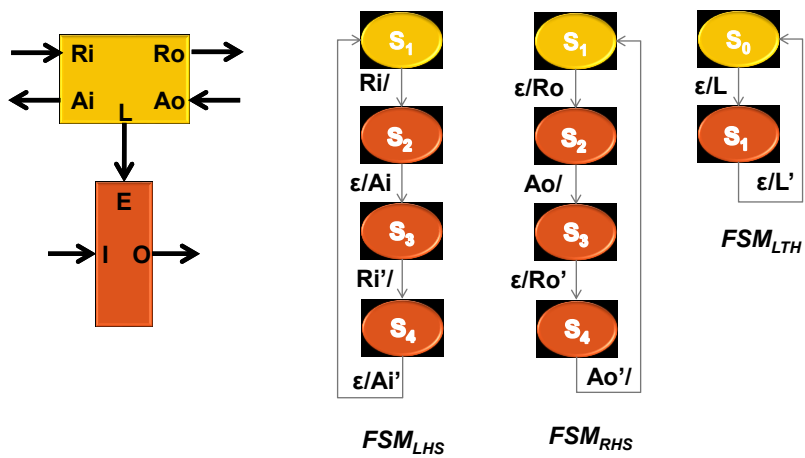 Ri Ro
Ai Ao
L
E
I O
S1
Ri/
S2
ε/Ai
S3
Ri’/
S4
ε/Ai’
FSMLHS
S1
ε/Ro
S2
Ao/
S3
ε/Ro’
S4
Ao’/
FSMRHS
S0
ε/L
S1
ε/L’
FSMLTH